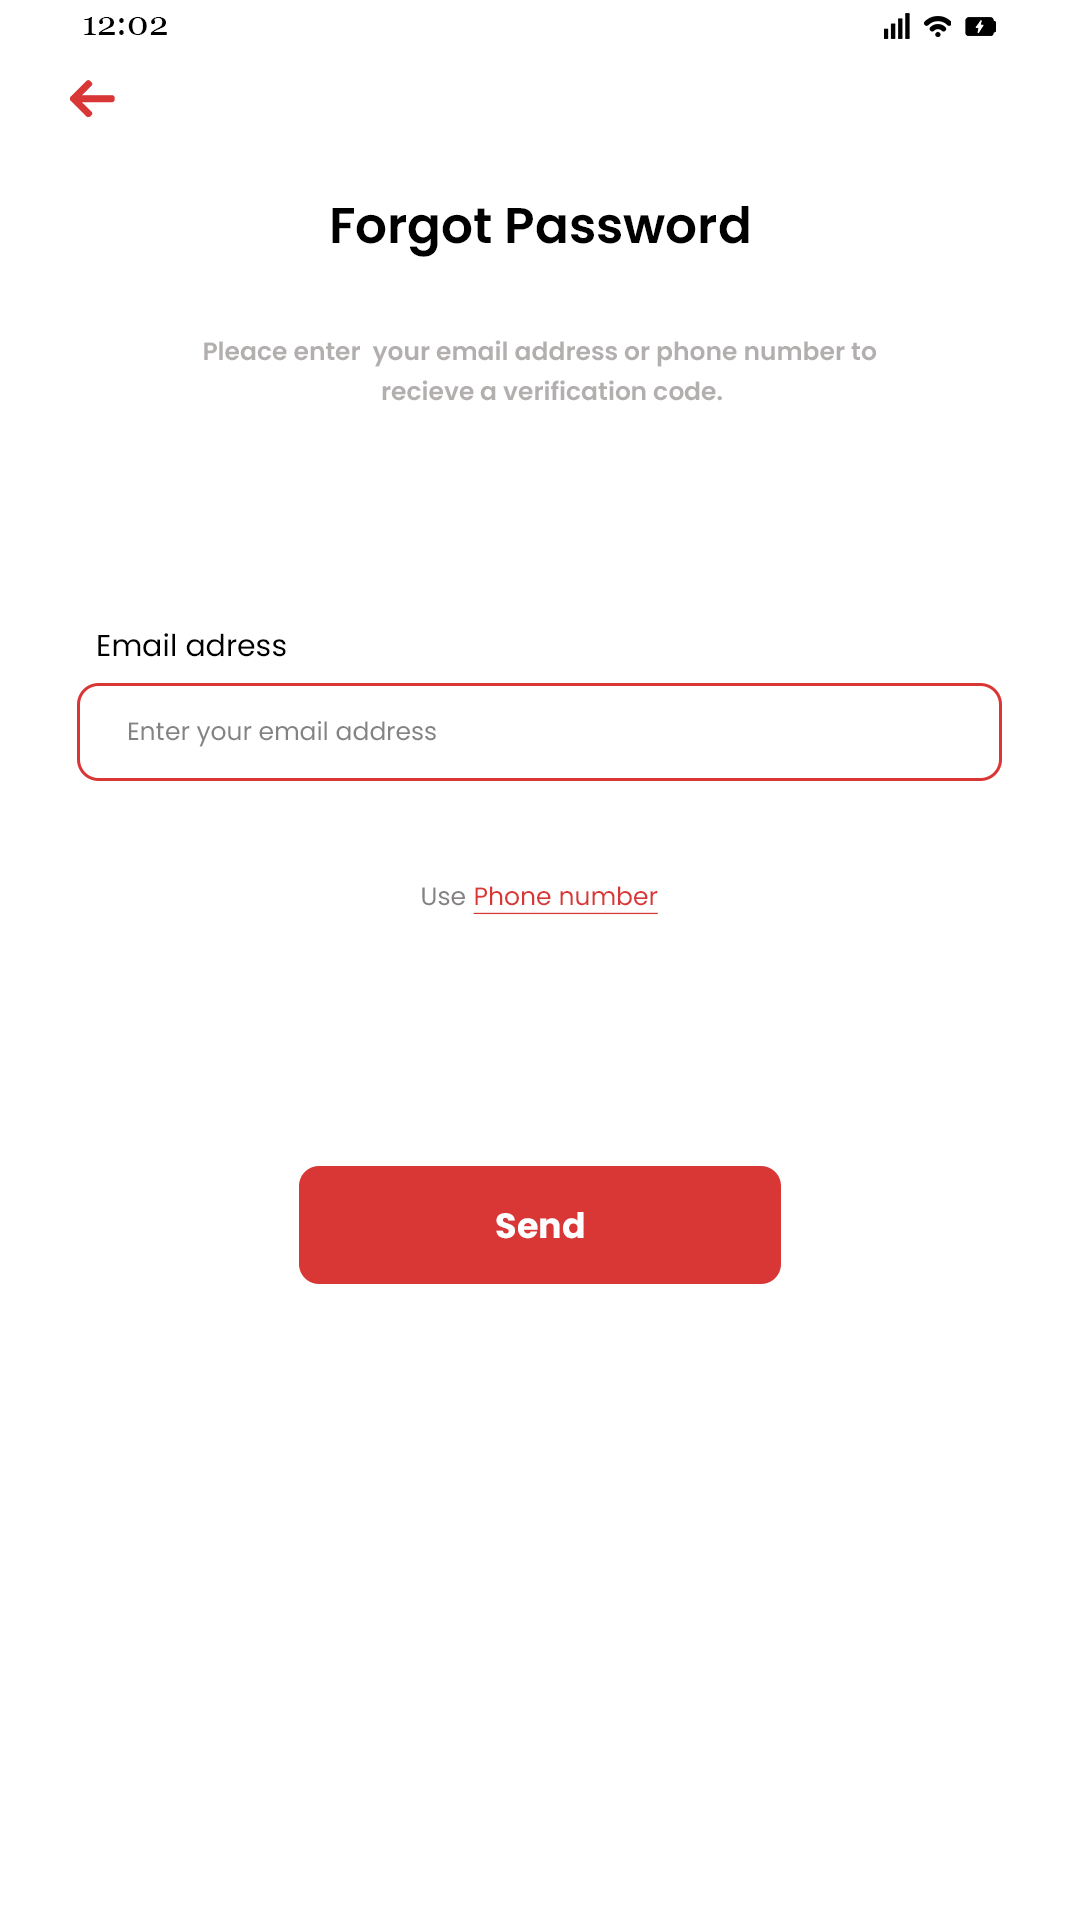 12:02
Forgot Password
Pleace enter  your email address or phone number to
recieve a verification code.
Email adress
Enter your email address
Use Phone number
Send